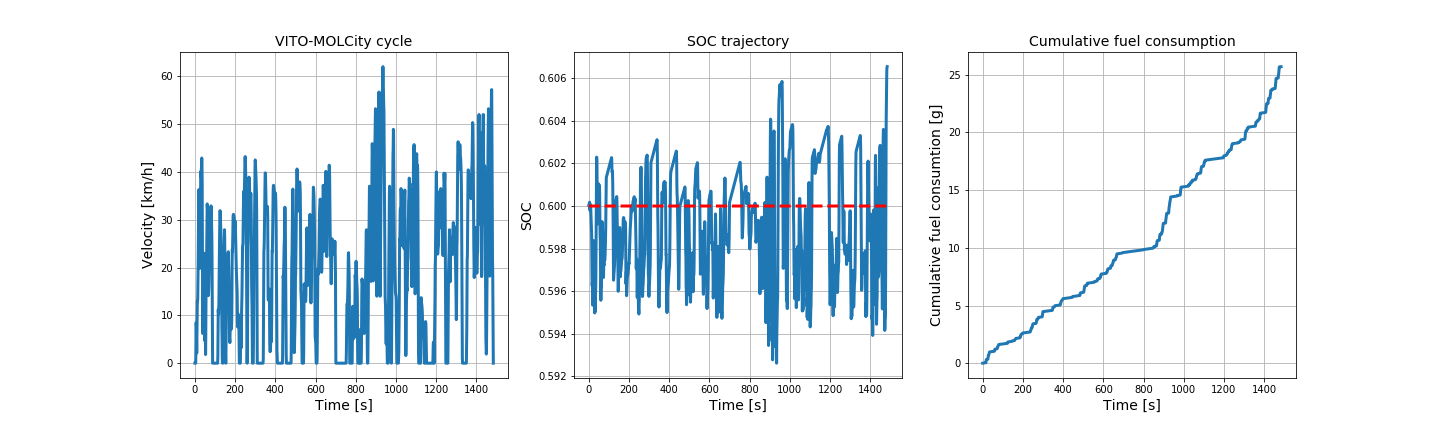 VITO-MOLCity cycle
Velocity [km/h]
60
50
40
30
20
10
0
0 200 400 600 800 1000 1200 1400
Time [s]
SOC trajectory
SOC
0.606
0.604
0.602
0.600
0.598
0.596
0.594
0.592
0 200 400 600 800 1000 1200 1400
Time [s]
Cumulative fuel consumption
Cumulative fuel consumtion [g]
25
20
15
10
5
0
0 200 400 600 800 1000 1200 1400
Time [s]